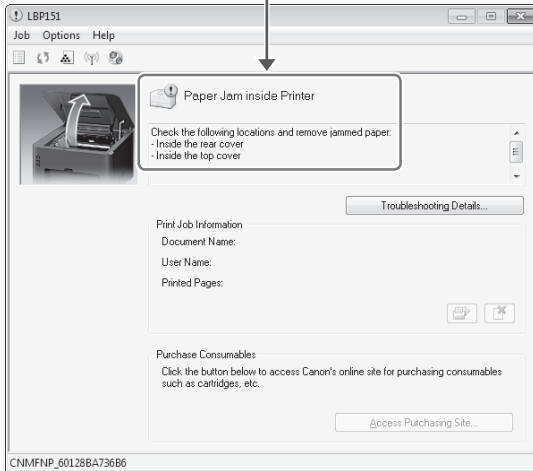 LBP151
Job Options Help
Paper Jam inside Printer
Check the following locations and remove jammed paper:
- Inside the rear cover
- Inside the top cover
Troubleshooting Details...
Print Job Information
Document Name:
User Name:
Printed Pages:
Purchase Consumables
Click the button below to access Canon's online site for purchasing consumables
such as cartridges, etc.
Access Purchasing Site...
CNMFNP_60128BA736B6